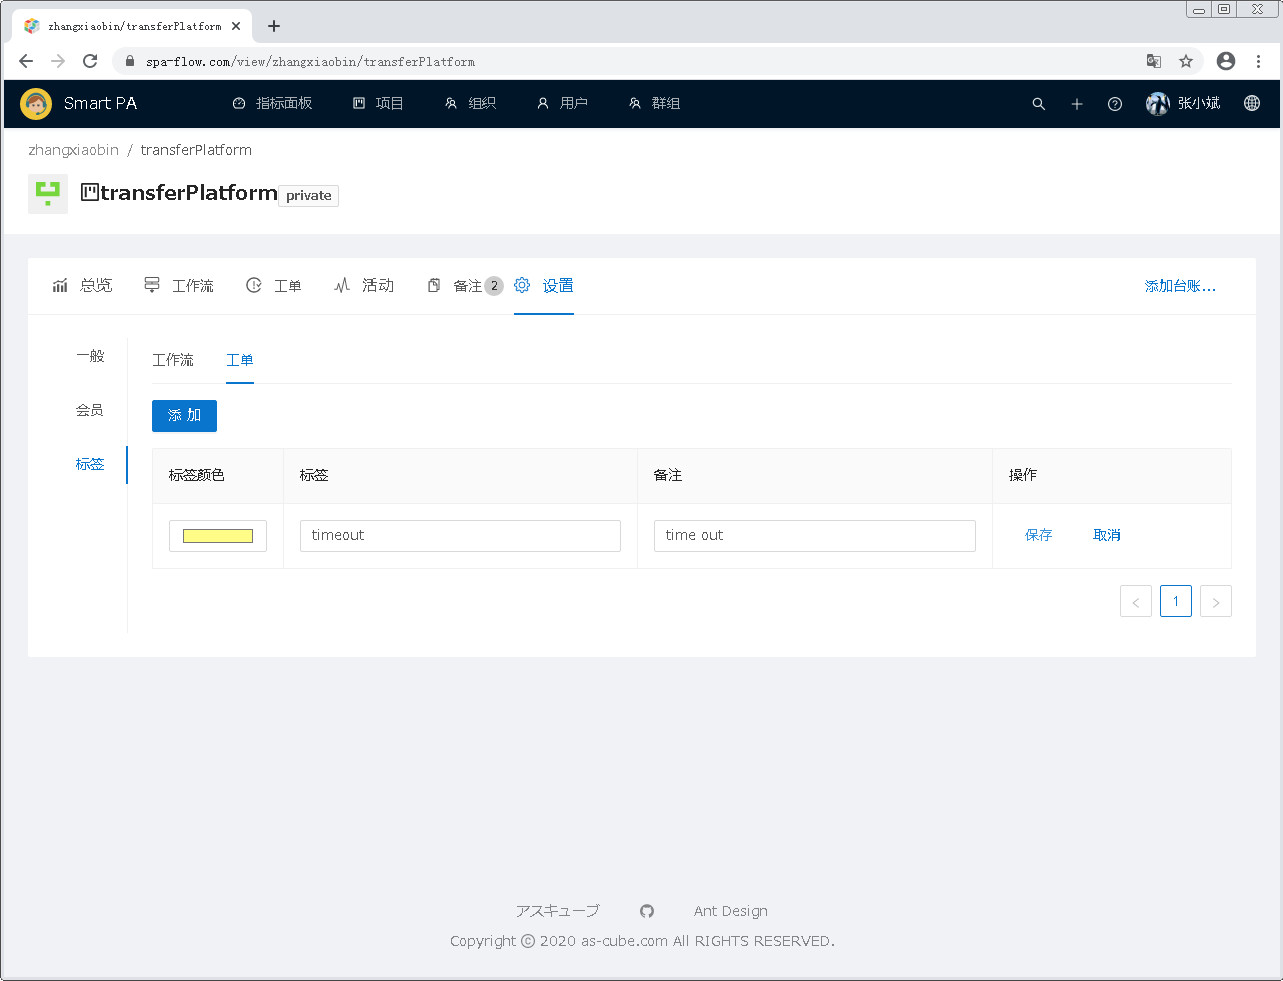 zhangxiaobin/transferPlatform
spa-flow.com/view/zhangxiaobin/transferPlatform
Smart PA 指标面板 项目 组织 用户 群组 张小斌
zhangxiaobin / transferPlatform
transferPlatform private
总览 工作流 工单 活动 备注 2 设置 添加台账...
一般
会员
标签
工作流 工单
添 加
标签颜色 标签 备注 操作
timeout time out 保存 取消
< 1 >
アスキューブ Ant Design
Copyright © 2020 as-cube.com All RIGHTS RESERVED.